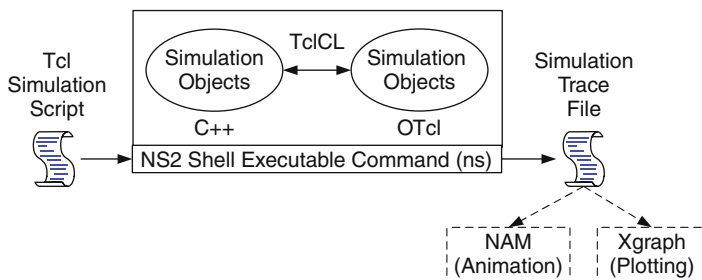 Tcl
Simulation
Script
Simulation
Objects
TclCL
Simulation
Objects
C++
OTcl
NS2 Shell Executable Command (ns)
Simulation
Trace
File
NAM
(Animation)
Xgraph
(Plotting)